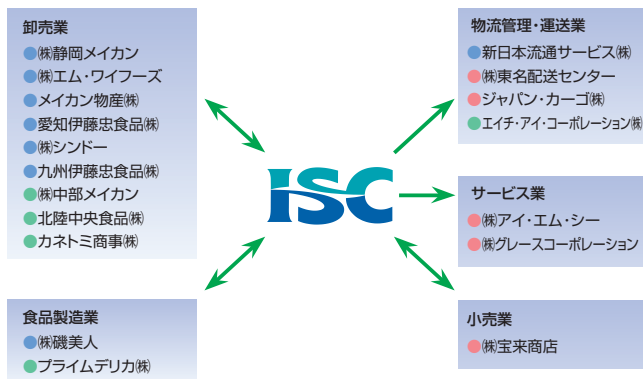 卸売業
●㈱静岡メイカン
●㈱エム・ワイフーズ
●メイカン物産㈱
●愛知伊藤忠食品㈱
●㈱シンドー
●九州伊藤忠食品㈱
●㈱中部メイカン
●北陸中央食品㈱
●カネトミ商事㈱
食品製造業
●㈱磯美人
●プライムデリカ㈱
ISC
物流管理・運送業
●新日本流通サービス㈱
●㈱東名配送センター
●ジャパン・カーゴ㈱
●エイチ・アイ・コーポレーション㈱
サービス業
●㈱アイ・エム・シー
●㈱グレースコーポレーション
小売業
●㈱宝来商店